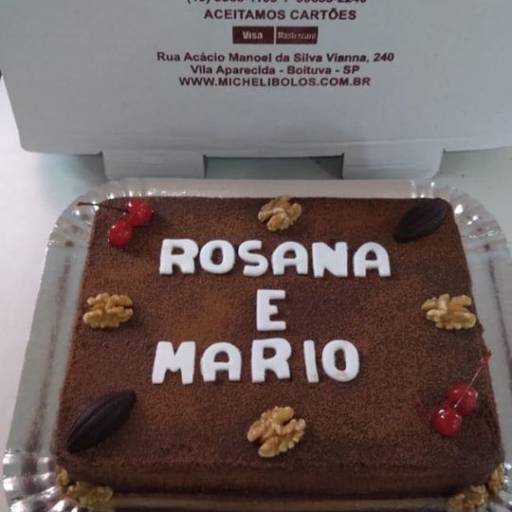 ACEITAMOS CARTÕES
Visa Mastercard
Rua Acácio Manoel da Silva Vianna, 240
Vila Aparecida - Boituva - SP
WWW.MICHELIBOLOS.COM.BR
ROSANA
E
MARIO